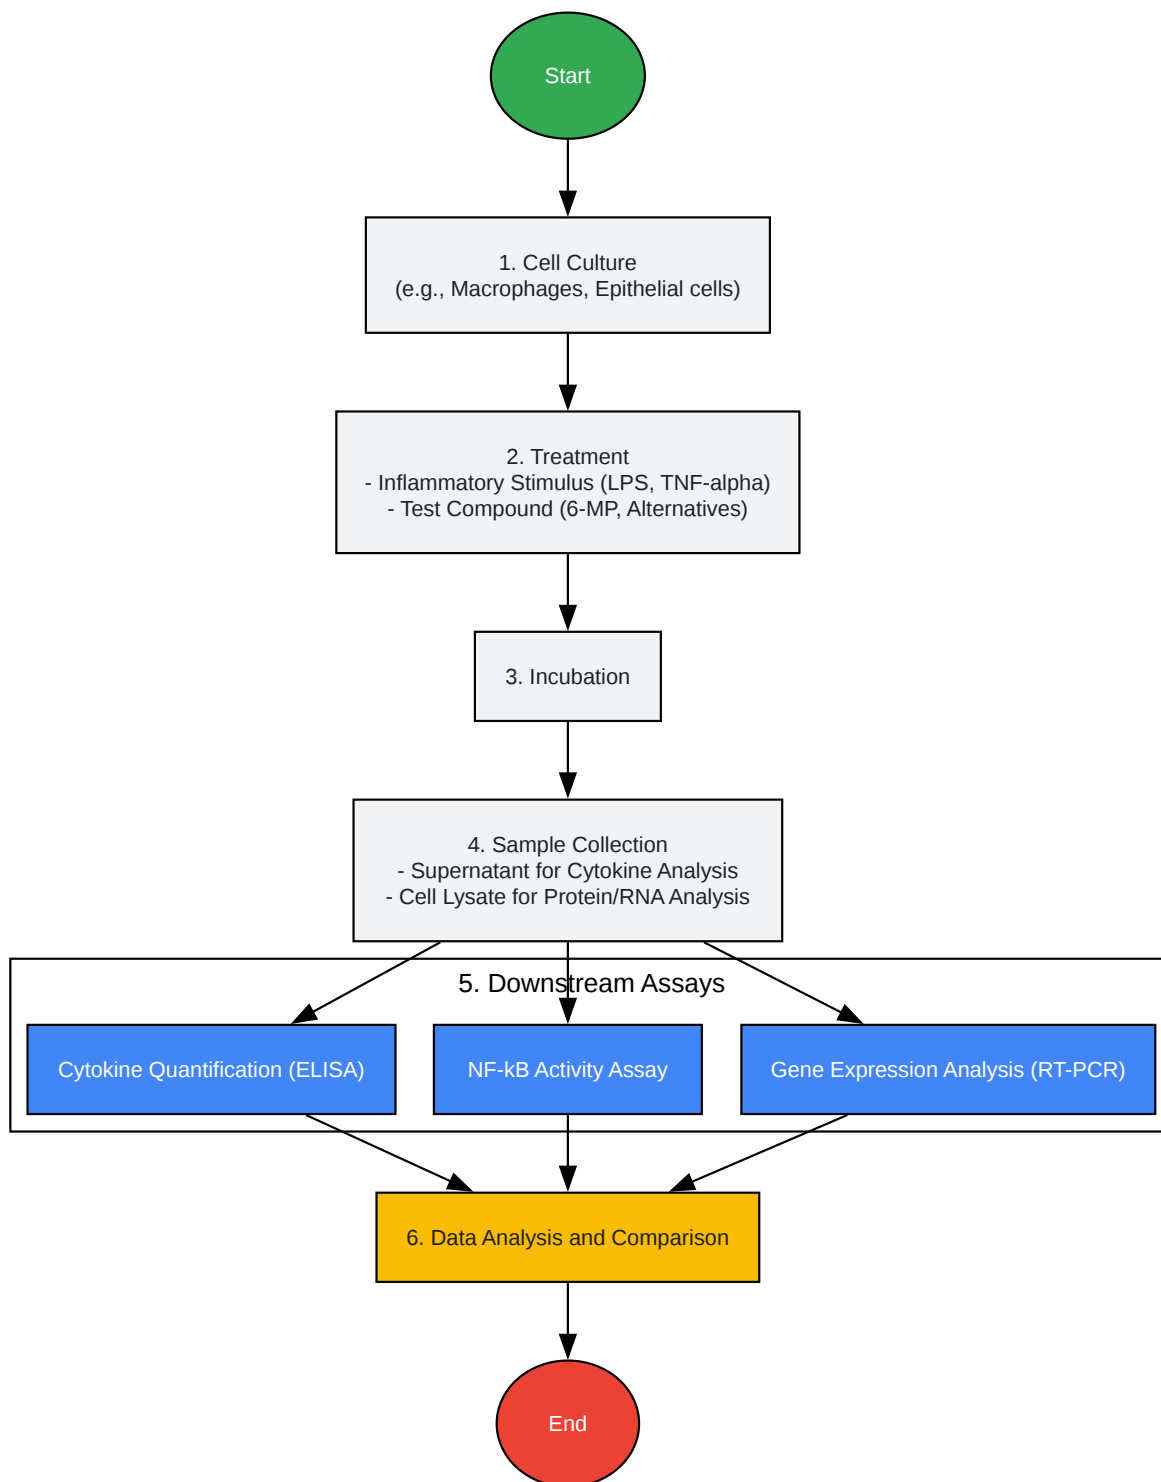 Start
1. Cell Culture
(e.g., Macrophages, Epithelial cells)
2. Treatment
- Inflammatory Stimulus (LPS, TNF-alpha)
- Test Compound (6-MP, Alternatives)
3. Incubation
4. Sample Collection
- Supernatant for Cytokine Analysis
- Cell Lysate for Protein/RNA Analysis
5. Downstream Assays
Cytokine Quantification (ELISA)
NF-kB Activity Assay
Gene Expression Analysis (RT-PCR)
6. Data Analysis and Comparison
End